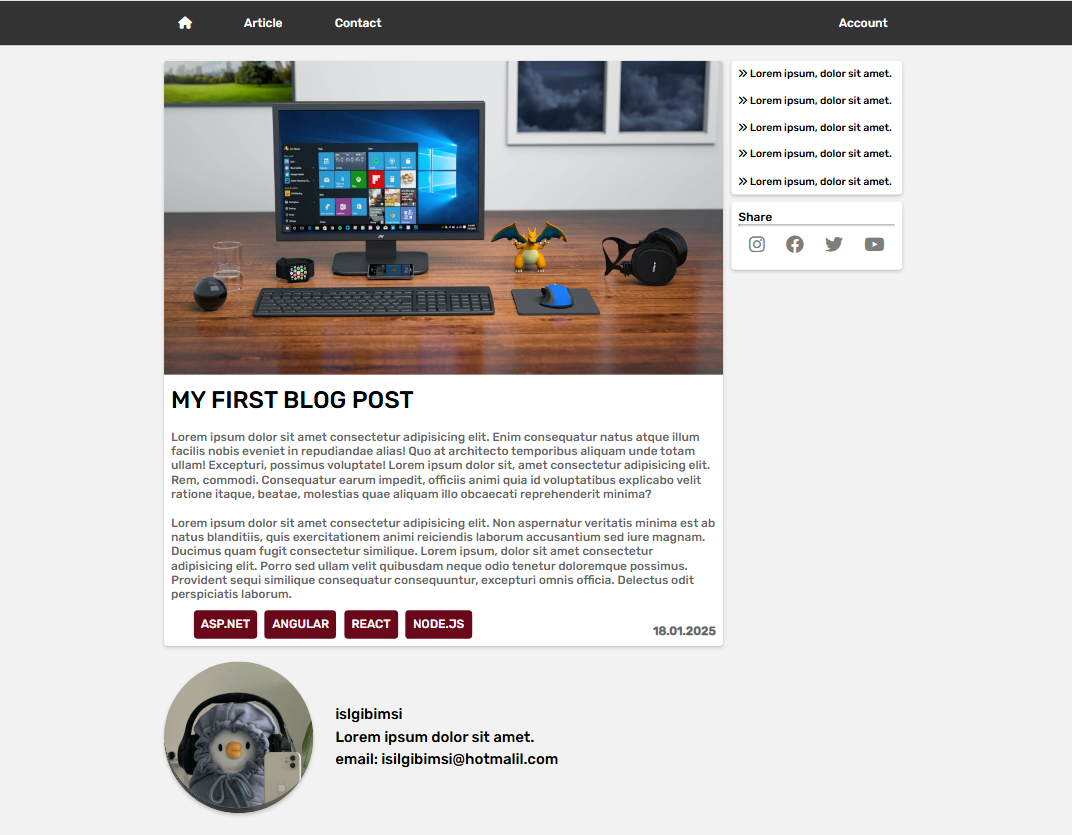 Article
Contact
Account
MY FIRST BLOG POST
Lorem ipsum dolor sit amet consectetur adipisicing elit. Enim consequatur natus atque illum
facilis nobis eveniet in repudiandae alias! Quo at architecto temporibus aliquam unde totam
ullam! Excepturi, possimus voluptate! Lorem ipsum dolor sit, amet consectetur adipisicing elit.
Rem, commodi. Consequatur earum impedit, officiis animi quia id voluptatibus explicabo velit
ratione itaque, beatae, molestias quae aliquam illo obcaecati reprehenderit minima?
Lorem ipsum dolor sit amet consectetur adipisicing elit. Non aspernatur veritatis minima est ab
natus blanditiis, quis exercitationem animi reiciendis laborum accusantium sed iure magnam.
Ducimus quam fugit consectetur similique. Lorem ipsum, dolor sit amet consectetur
adipisicing elit. Porro sed ullam velit quibusdam neque odio tenetur doloremque possimus.
Provident sequi similique consequatur consequuntur, excepturi omnis officia. Delectus odit
perspiciatis laborum.
ASP.NET
ANGULAR
REACT
NODE.JS
18.01.2025
Lorem ipsum, dolor sit amet.
Lorem ipsum, dolor sit amet.
Lorem ipsum, dolor sit amet.
Lorem ipsum, dolor sit amet.
Lorem ipsum, dolor sit amet.
Share
islgibimsi
Lorem ipsum dolor sit amet.
email: isilgibimsi@hotmalil.com